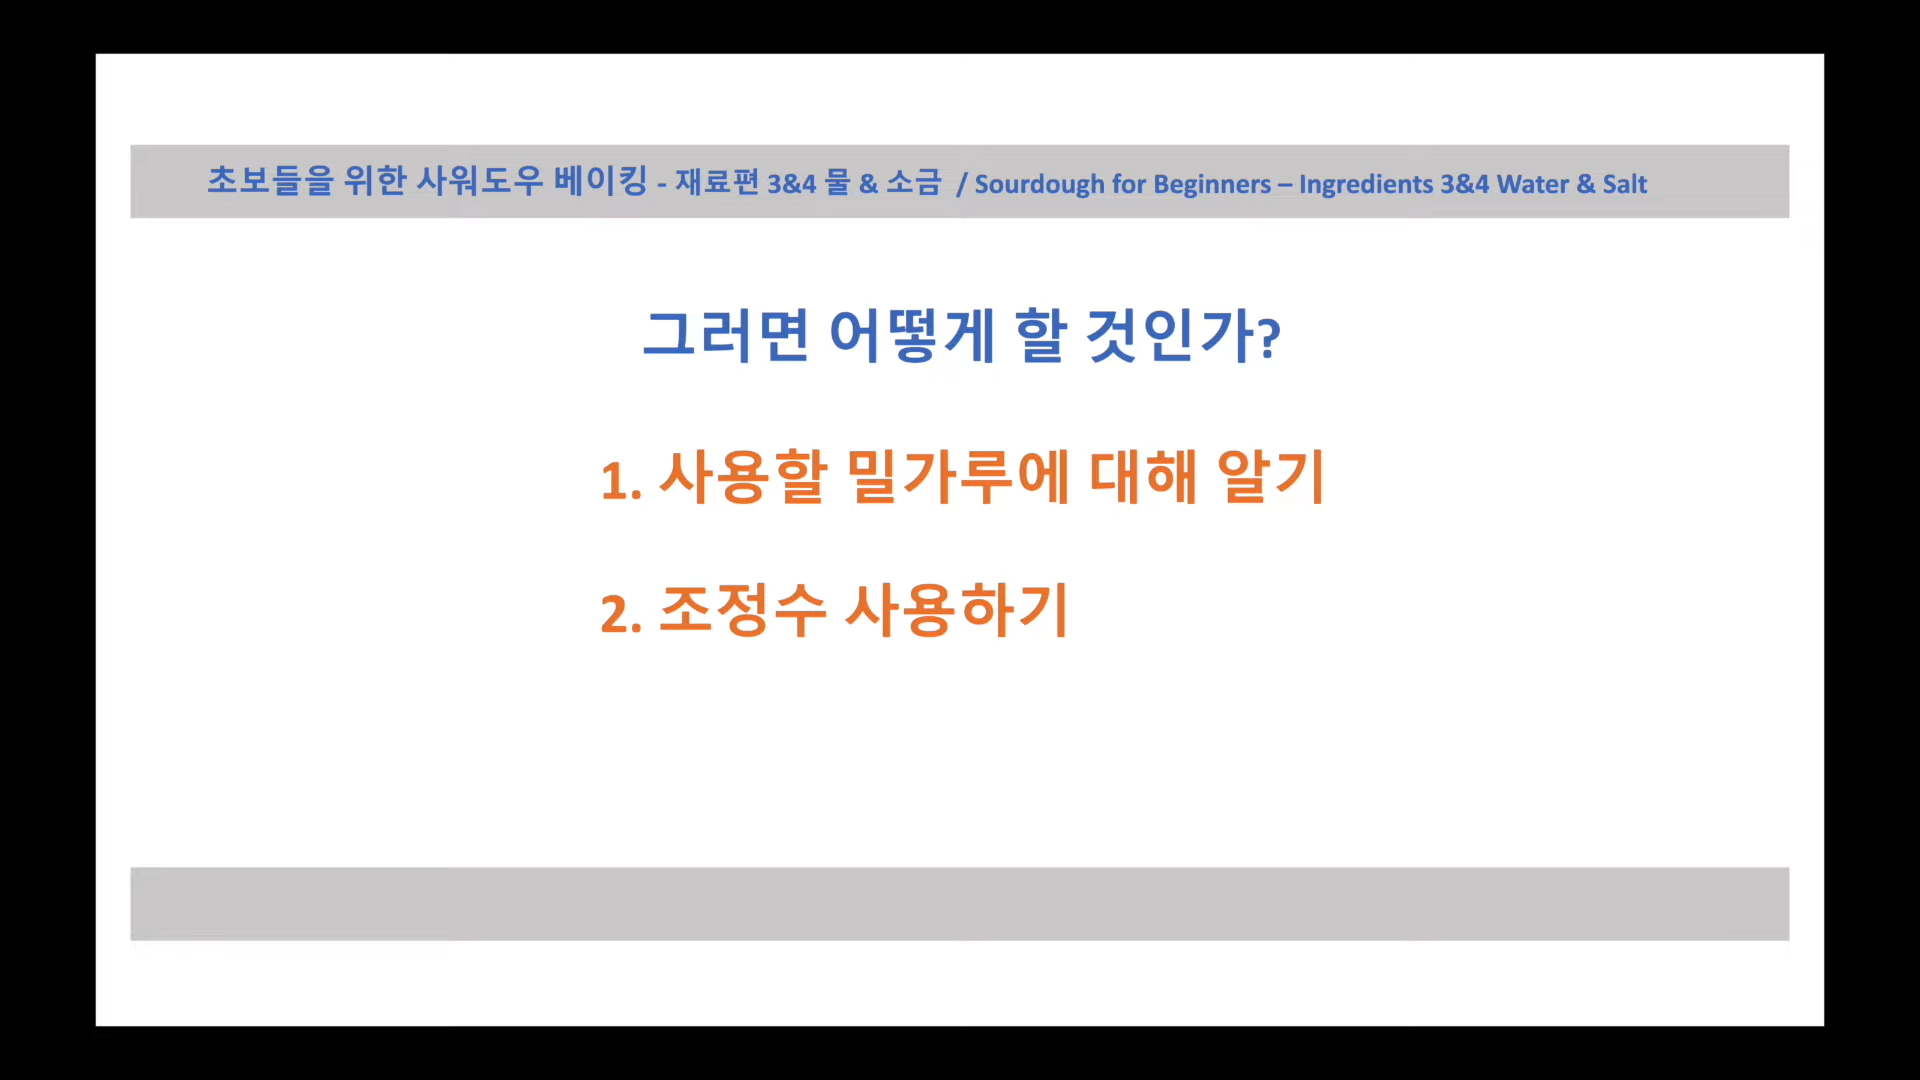 초보들을 위한 사워도우 베이킹 - 재료편 3&4 물 & 소금 / Sourdough for Beginners – Ingredients 3&4 Water & Salt
그러면 어떻게 할 것인가?
1. 사용할 밀가루에 대해 알기
2. 조정수 사용하기